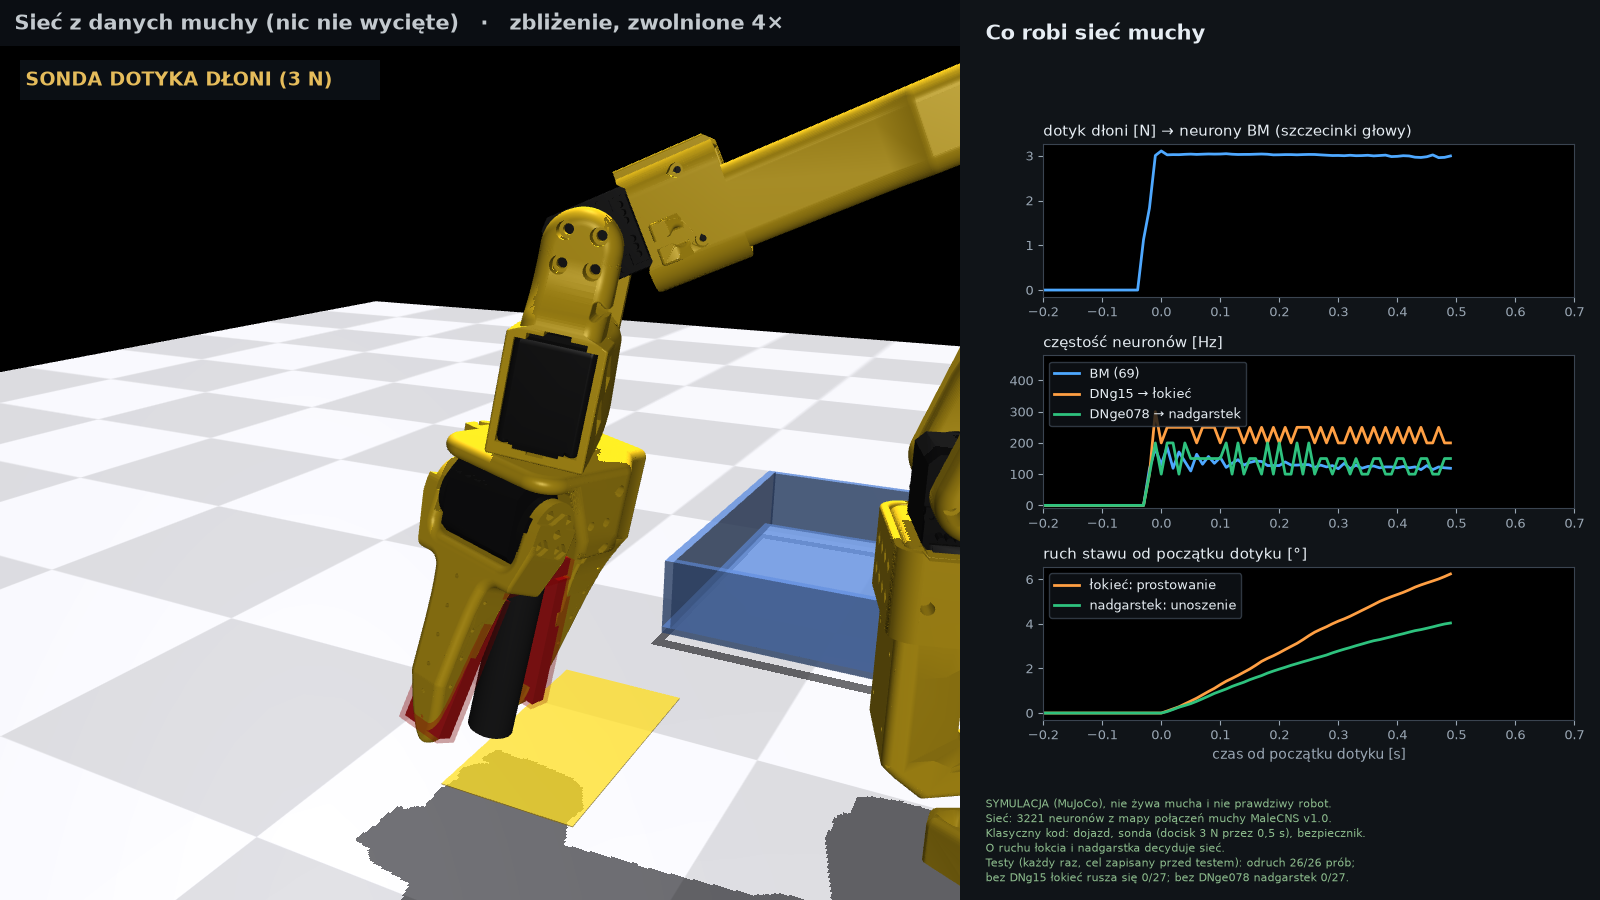 Sieć z danych muchy (nic nie wycięte)   ·   zbliżenie, zwolnione 4×
SONDA DOTYKA DŁONI (3 N)
Co robi sieć muchy
dotyk dłoni [N] → neurony BM (szczecinki głowy)
3
2
1
0
−0.2 −0.1 0.0 0.1 0.2 0.3 0.4 0.5 0.6 0.7
częstość neuronów [Hz]
BM (69)
DNg15 → łokieć
DNge078 → nadgarstek
400
300
200
100
0
−0.2 −0.1 0.0 0.1 0.2 0.3 0.4 0.5 0.6 0.7
ruch stawu od początku dotyku [°]
łokieć: prostowanie
nadgarstek: unoszenie
6
4
2
0
−0.2 −0.1 0.0 0.1 0.2 0.3 0.4 0.5 0.6 0.7
czas od początku dotyku [s]
SYMULACJA (MuJoCo), nie żywa mucha i nie prawdziwy robot.
Sieć: 3221 neuronów z mapy połączeń muchy MaleCNS v1.0.
Klasyczny kod: dojazd, sonda (docisk 3 N przez 0,5 s), bezpiecznik.
O ruchu łokcia i nadgarstka decyduje sieć.
Testy (każdy raz, cel zapisany przed testem): odruch 26/26 prób;
bez DNg15 łokieć rusza się 0/27; bez DNge078 nadgarstek 0/27.